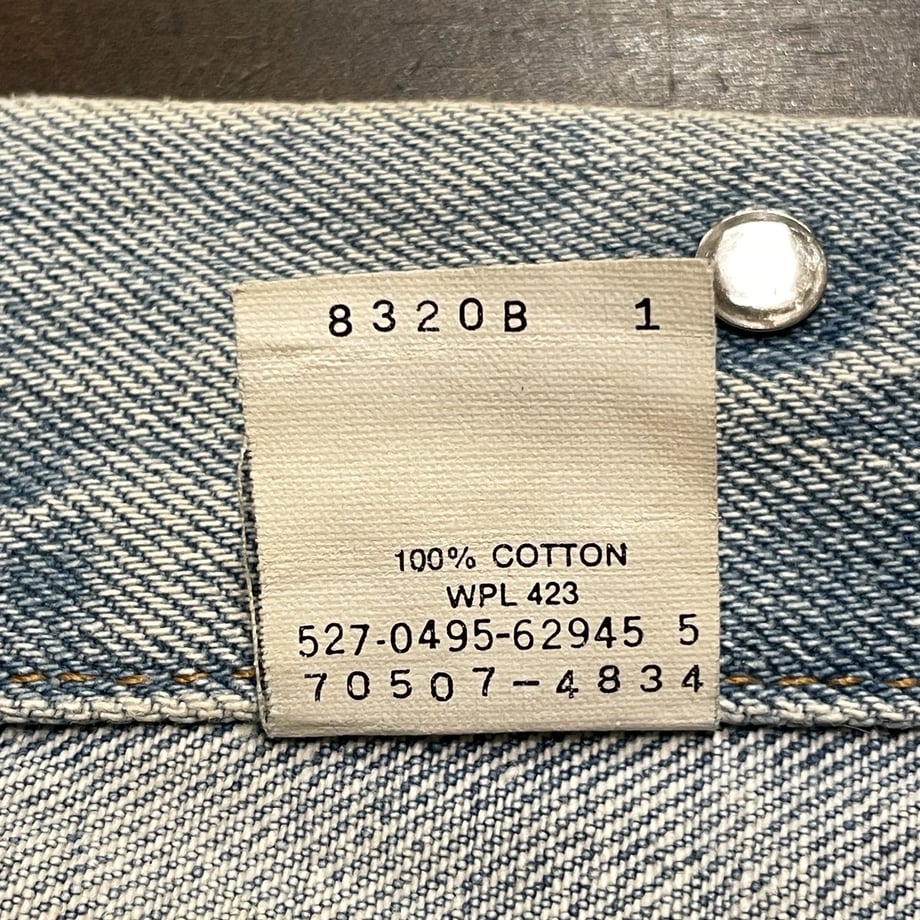 8320B 1
100% COTTON
WPL 423
527-0495-62945 5
70507-4834